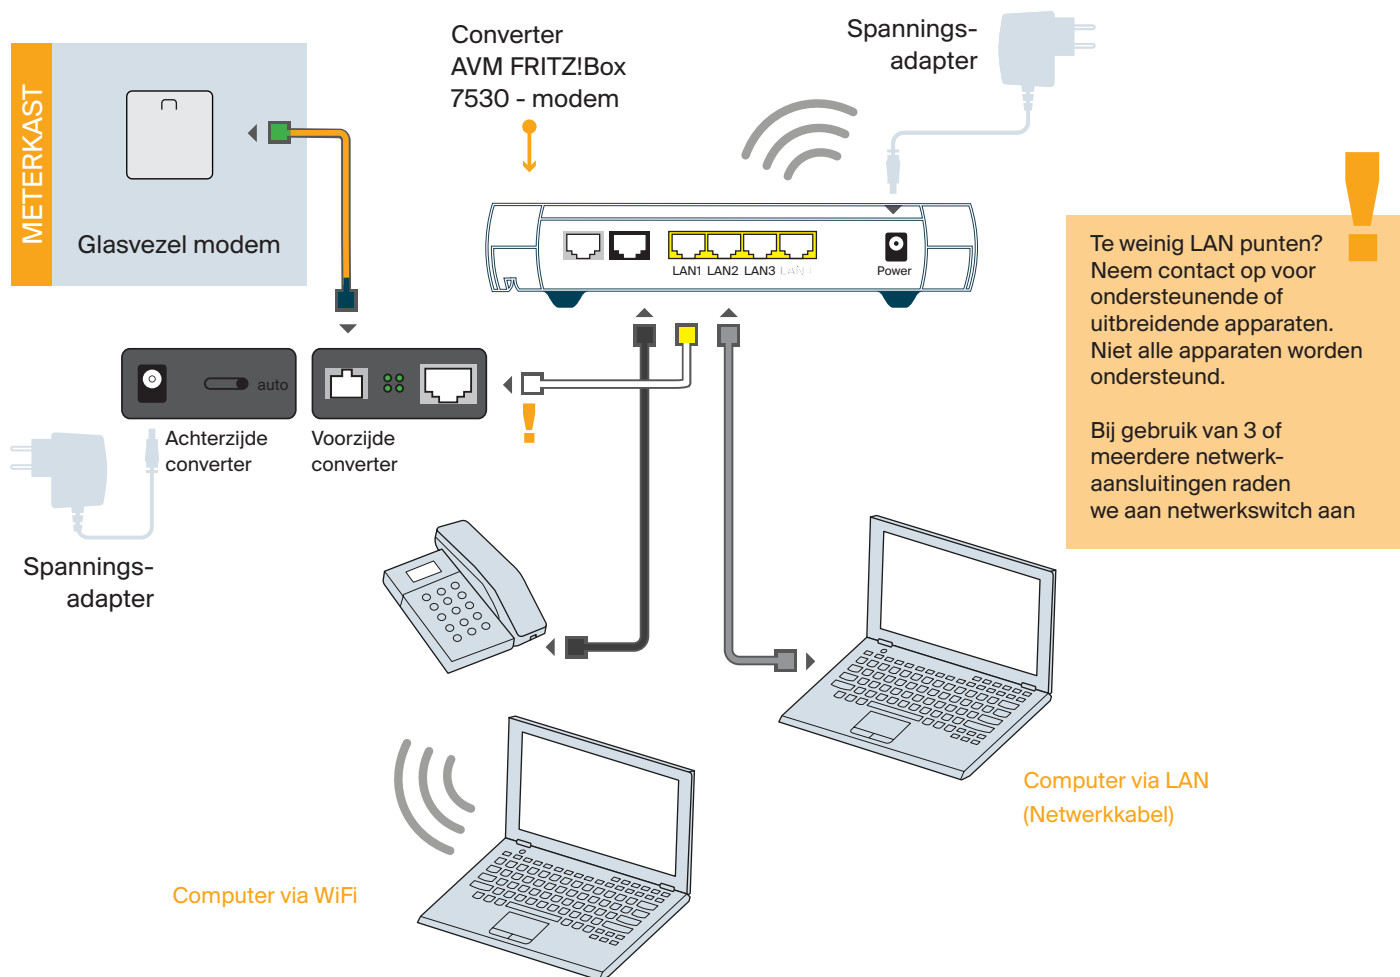 METERKAST
Glasvezel modem
Converter
AVM FRITZ!Box
7530 - modem
Spannings-
adapter
LAN1 LAN2 LAN3 LAN4
Power
Te weinig LAN punten?
Neem contact op voor
ondersteunende of
uitbreidende apparaten.
Niet alle apparaten worden
ondersteund.
Bij gebruik van 3 of
meerdere netwerk-
aansluitingen raden
we aan netwerkswitch aan
auto
Achterzijde
converter
Voorzijde
converter
Spannings-
adapter
Computer via LAN
(Netwerkkabel)
Computer via WiFi